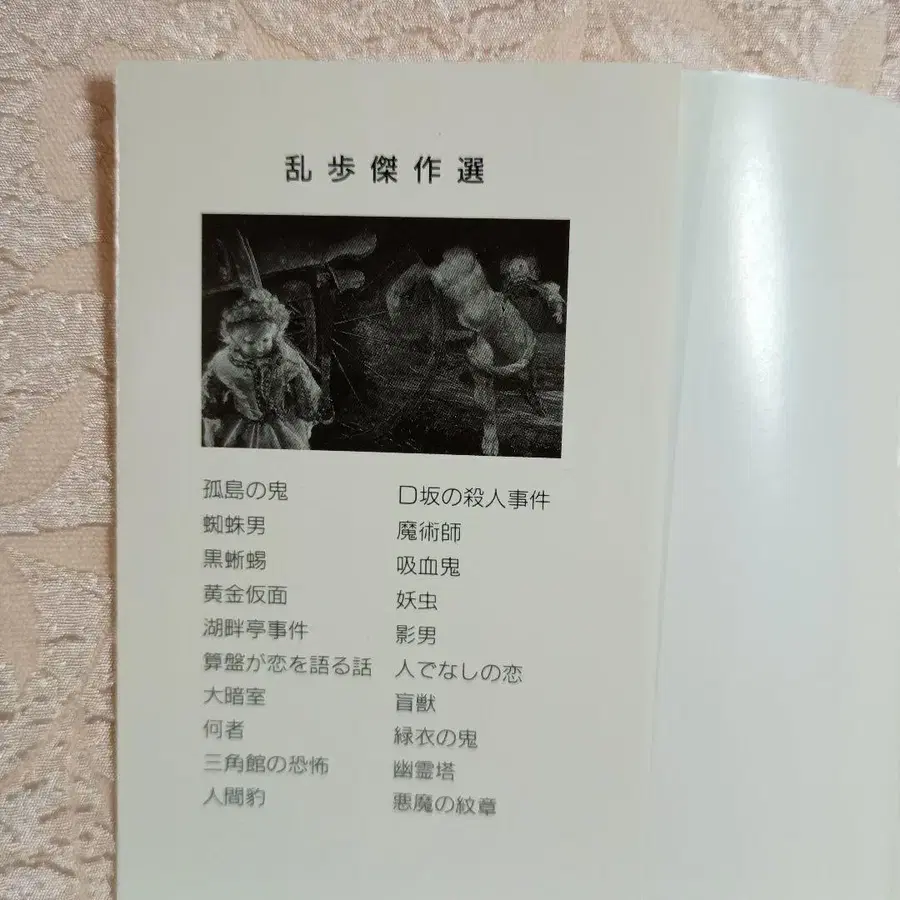 乱歩傑作選
孤島の鬼
蜘蛛男
黒蜥蜴
黄金仮面
湖畔亭事件
算盤が恋を語る話
大暗室
何者
三角館の恐怖
人間豹
D坂の殺人事件
魔術師
吸血鬼
妖虫
影男
人でなしの恋
盲獣
緑衣の鬼
幽霊塔
悪魔の紋章